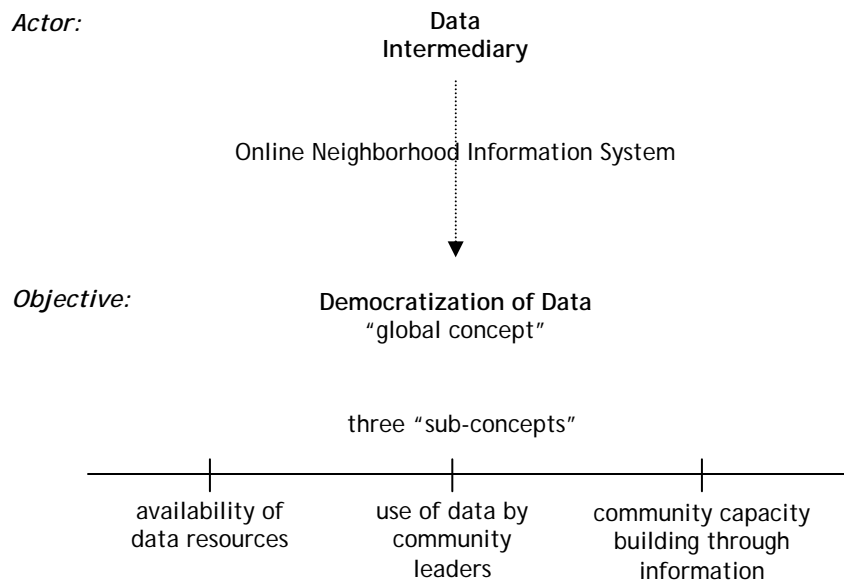 Actor:
Data
Intermediary
Online Neighborhood Information System
Objective:
Democratization of Data
“global concept”
three “sub-concepts”
availability of
data resources
use of data by
community
leaders
community capacity
building through
information